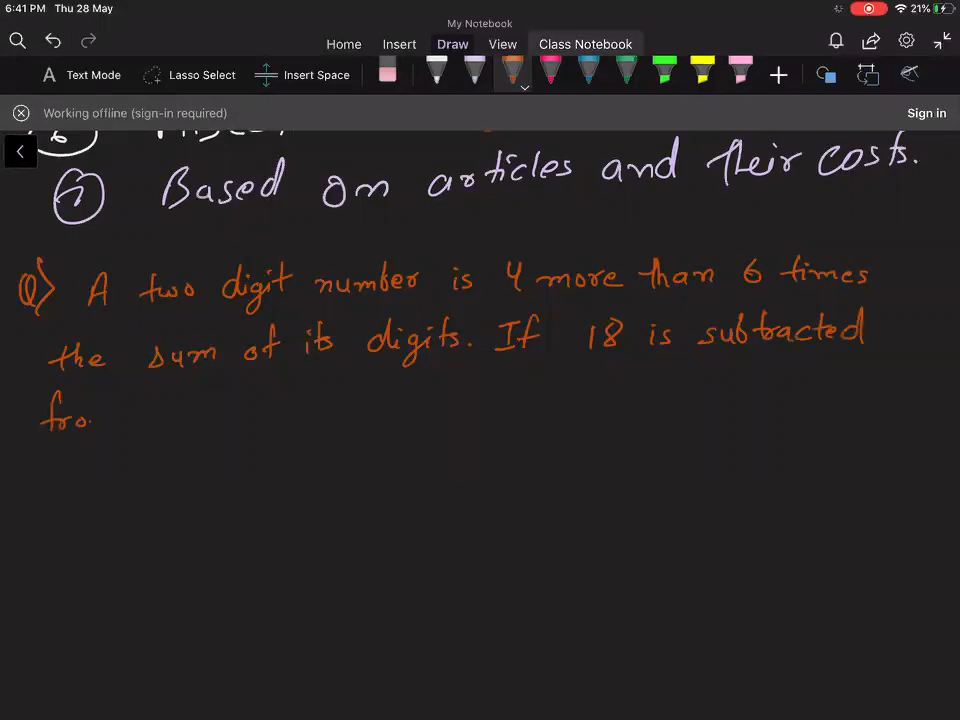 6:41 PM Thu 28 May
21%
My Notebook
Home Insert Draw View Class Notebook
Text Mode Lasso Select Insert Space
Working offline (sign-in required) Sign in
7 Based on articles and their costs.
Q> A two digit number is 4 more than 6 times
the sum of its digits. If 18 is subtracted
fro